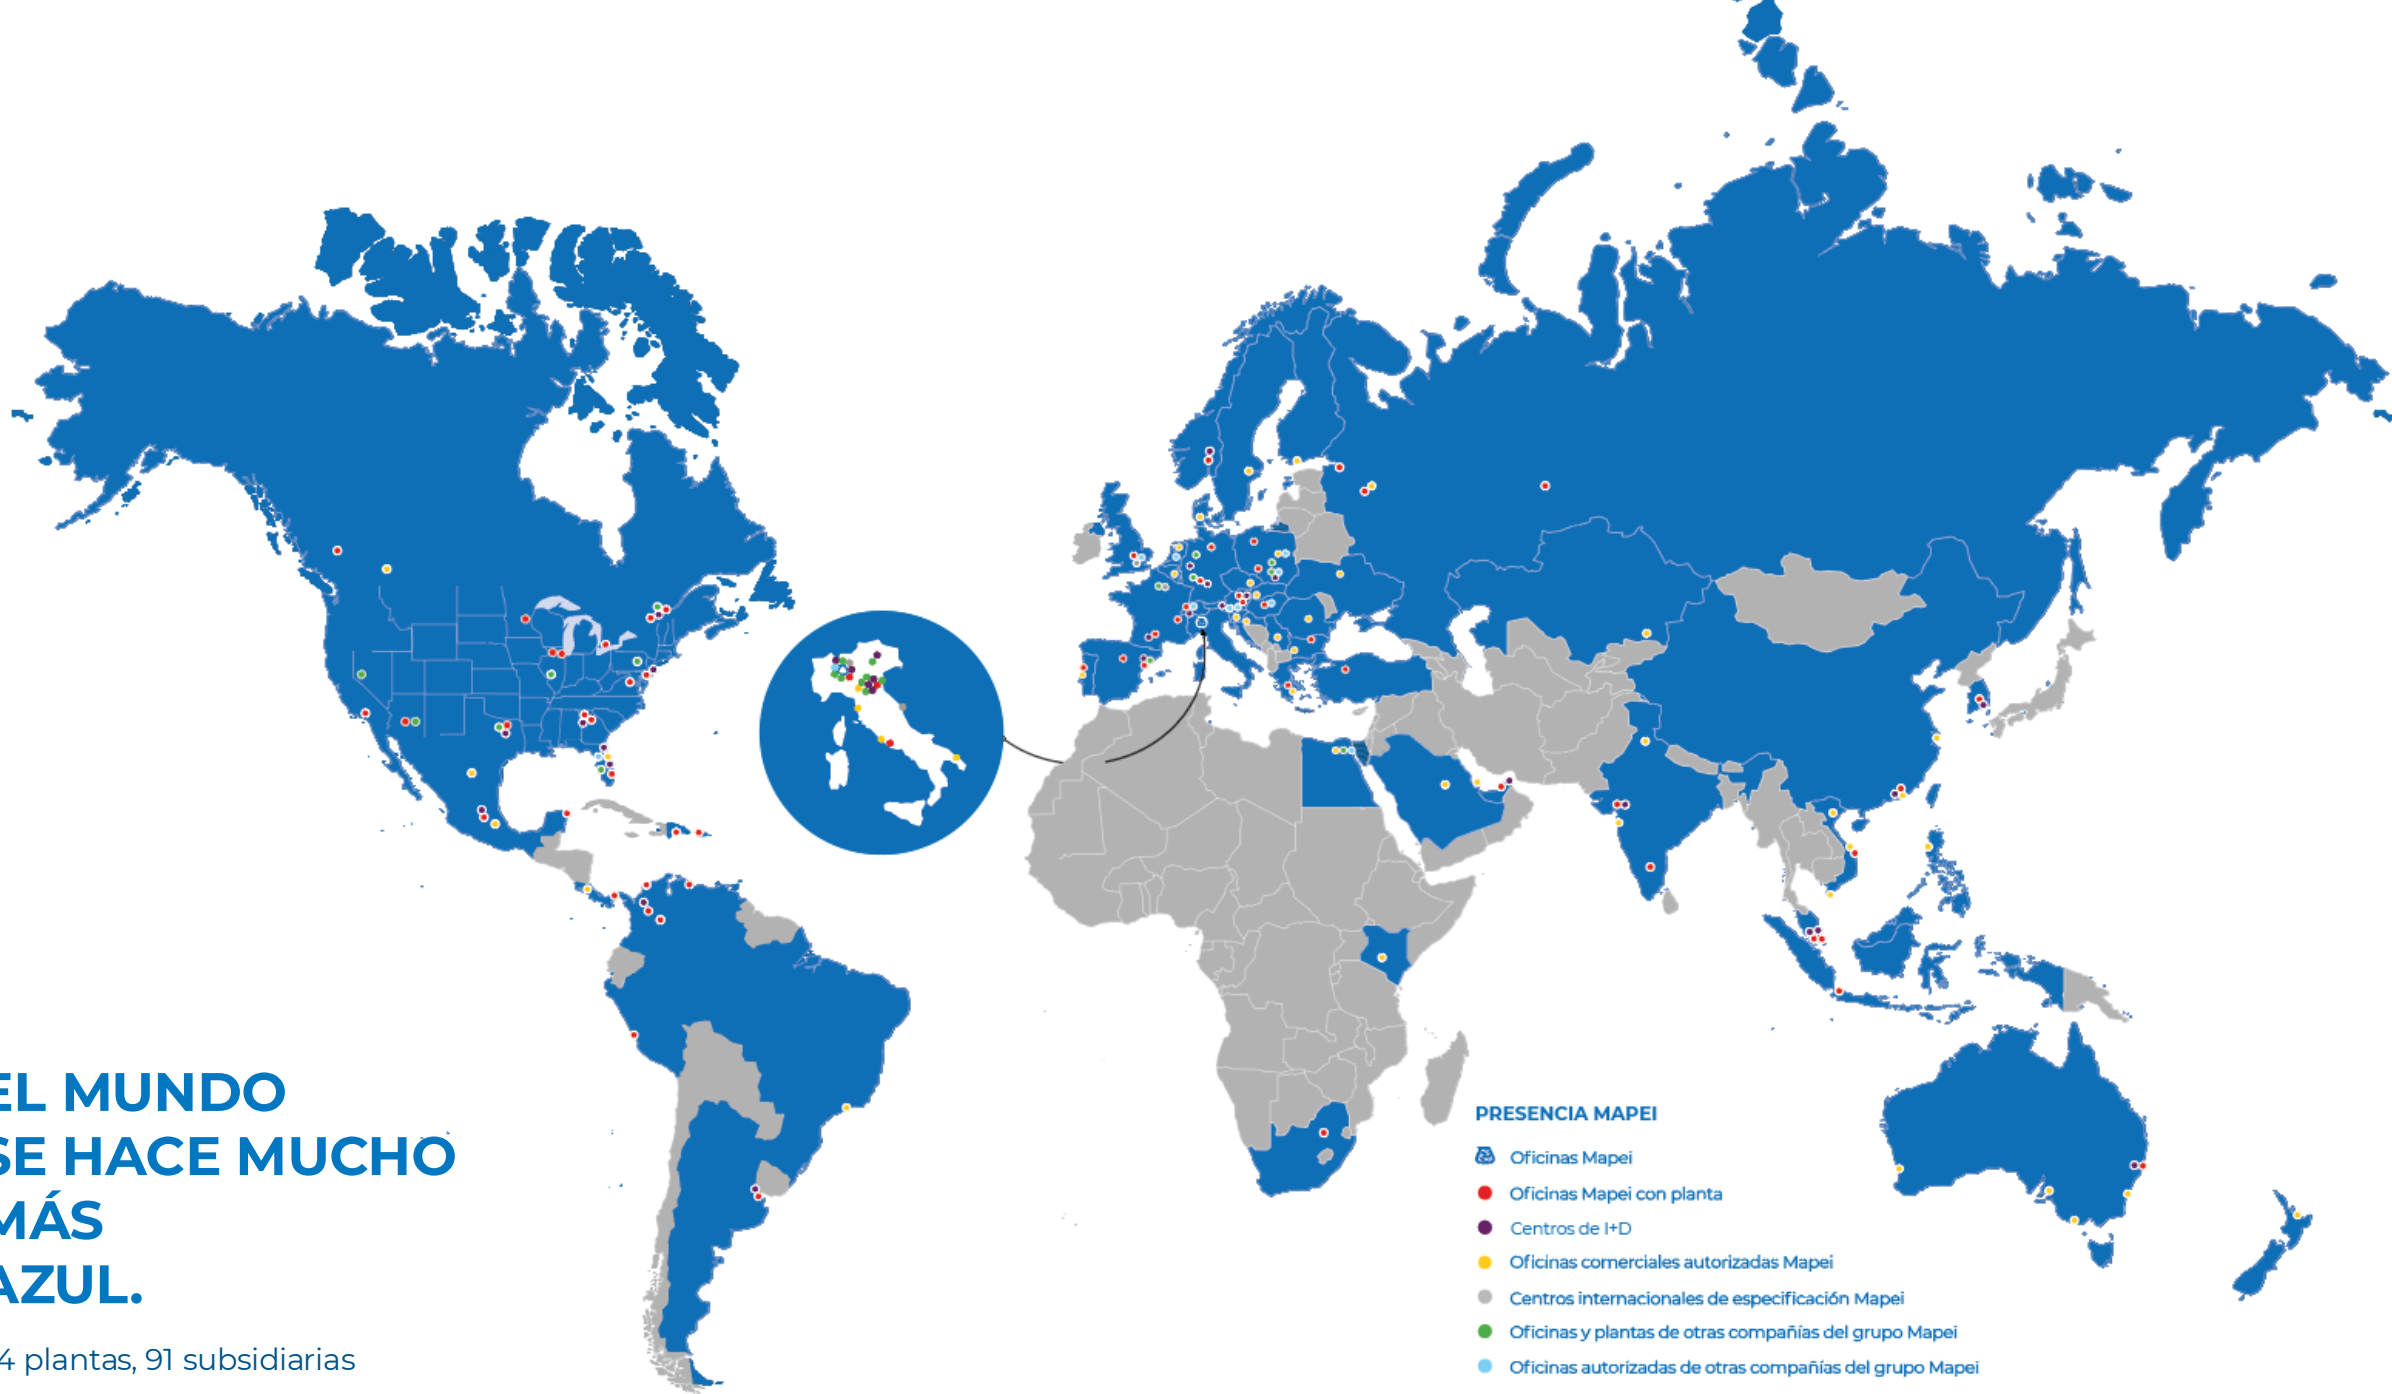 EL MUNDO
SE HACE MUCHO
MÁS
AZUL.
4 plantas, 91 subsidiarias
PRESENCIA MAPEI
Oficinas Mapei
Oficinas Mapei con planta
Centros de I+D
Oficinas comerciales autorizadas Mapei
Centros internacionales de especificación Mapei
Oficinas y plantas de otras compañías del grupo Mapei
Oficinas autorizadas de otras compañías del grupo Mapei